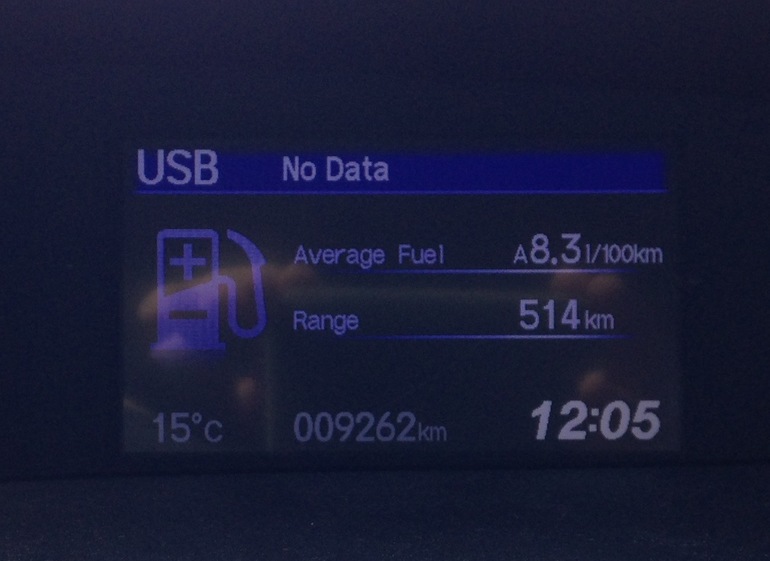 USB No Data
Average Fuel A8.3l/100km
Range 514km
15°C 009262km 12:05